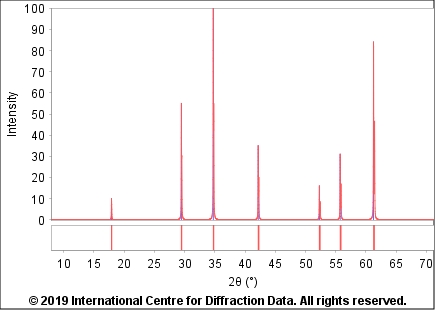 100
90
80
70
60
50
40
30
20
10
0
Intensity
10 15 20 25 30 35 40 45 50 55 60 65 70
2θ (°)
© 2019 International Centre for Diffraction Data. All rights reserved.